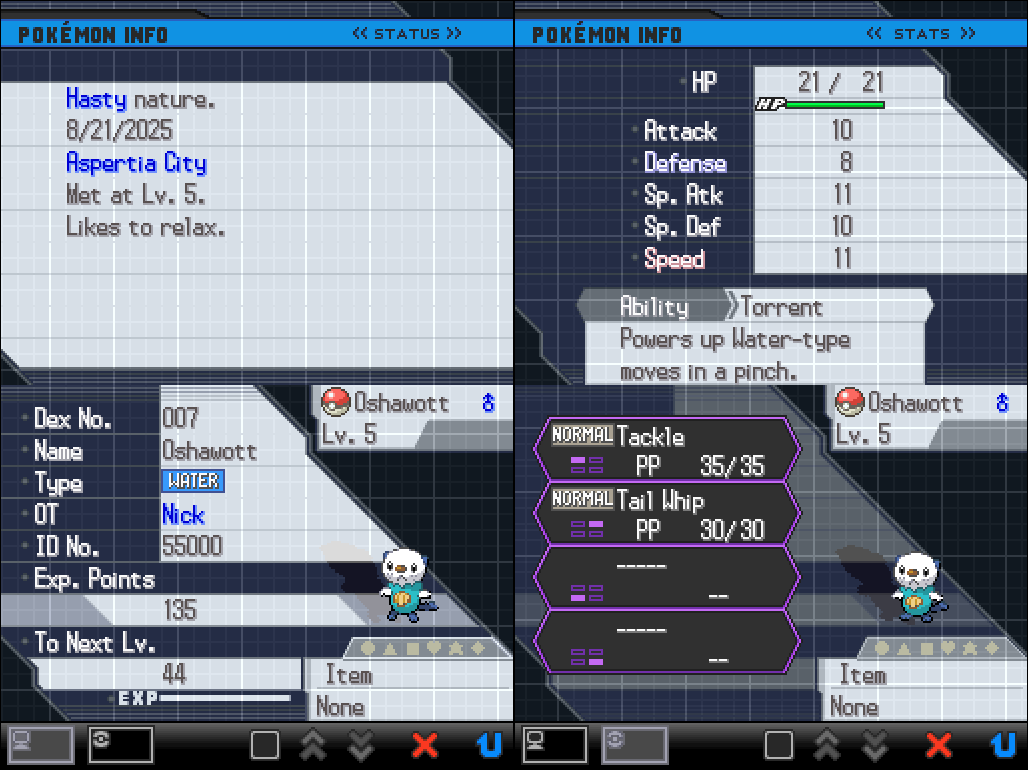 POKÉMON INFO
<< STATUS >>
Hasty nature.
8/21/2025
Aspertia City
Met at Lv. 5.
Likes to relax.
Dex No. 007
Name Oshawott
Type WATER
OT Nick
ID No. 55000
Exp. Points
135
To Next Lv.
44
EXP
Oshawott ♂
Lv. 5
Item
None
POKÉMON INFO
<< STATS >>
HP 21/ 21
HP
Attack 10
Defense 8
Sp. Atk 11
Sp. Def 10
Speed 11
Ability Torrent
Powers up Water-type
moves in a pinch.
Oshawott ♂
Lv. 5
NORMAL Tackle
PP 35/35
NORMAL Tail Whip
PP 30/30
-----
--
-----
--
Item
None